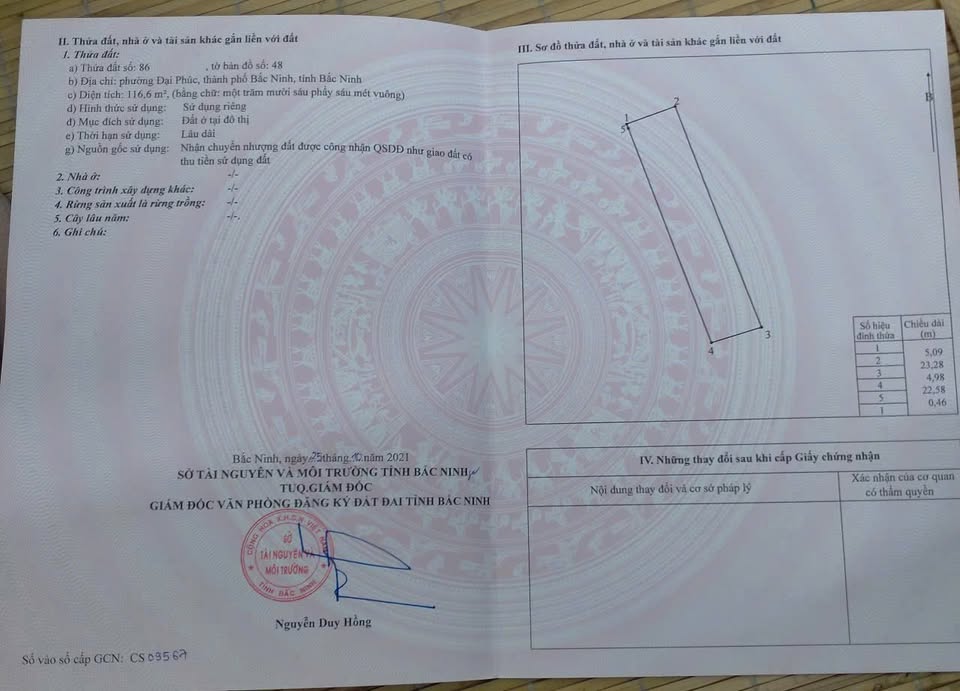 II. Thửa đất, nhà ở và tài sản khác gắn liền với đất
1. Thửa đất:
a) Thửa đất số: 86 , tờ bản đồ số: 48
b) Địa chỉ: phường Đại Phúc, thành phố Bắc Ninh, tỉnh Bắc Ninh
c) Diện tích: 116,6 m², (bằng chữ: một trăm mười sáu phẩy sáu mét vuông)
d) Hình thức sử dụng: Sử dụng riêng
đ) Mục đích sử dụng: Đất ở tại đô thị
e) Thời hạn sử dụng: Lâu dài
g) Nguồn gốc sử dụng: Nhận chuyển nhượng đất được công nhận QSDĐ như giao đất có
thu tiền sử dụng đất
2. Nhà ở: -/-
3. Công trình xây dựng khác: -/-
4. Rừng sản xuất là rừng trồng: -/-
5. Cây lâu năm: -/-.
6. Ghi chú:
Bắc Ninh, ngày 25 tháng 10 năm 2021
SỞ TÀI NGUYÊN VÀ MÔI TRƯỜNG TỈNH BẮC NINH
TUQ.GIÁM ĐỐC
GIÁM ĐỐC VĂN PHÒNG ĐĂNG KÝ ĐẤT ĐAI TỈNH BẮC NINH
CỘNG HÒA X.H.C.N VIỆT NAM
SỞ
TÀI NGUYÊN VÀ
MÔI TRƯỜNG
TỈNH BẮC NINH
Nguyễn Duy Hồng
Số vào sổ cấp GCN: CS 09567
III. Sơ đồ thửa đất, nhà ở và tài sản khác gắn liền với đất
B
1
2
5
3
4
Số hiệu đỉnh thửa
Chiều dài (m)
1
5,09
2
23,28
3
4,98
4
22,58
5
0,46
1
IV. Những thay đổi sau khi cấp Giấy chứng nhận
Nội dung thay đổi và cơ sở pháp lý
Xác nhận của cơ quan
có thẩm quyền